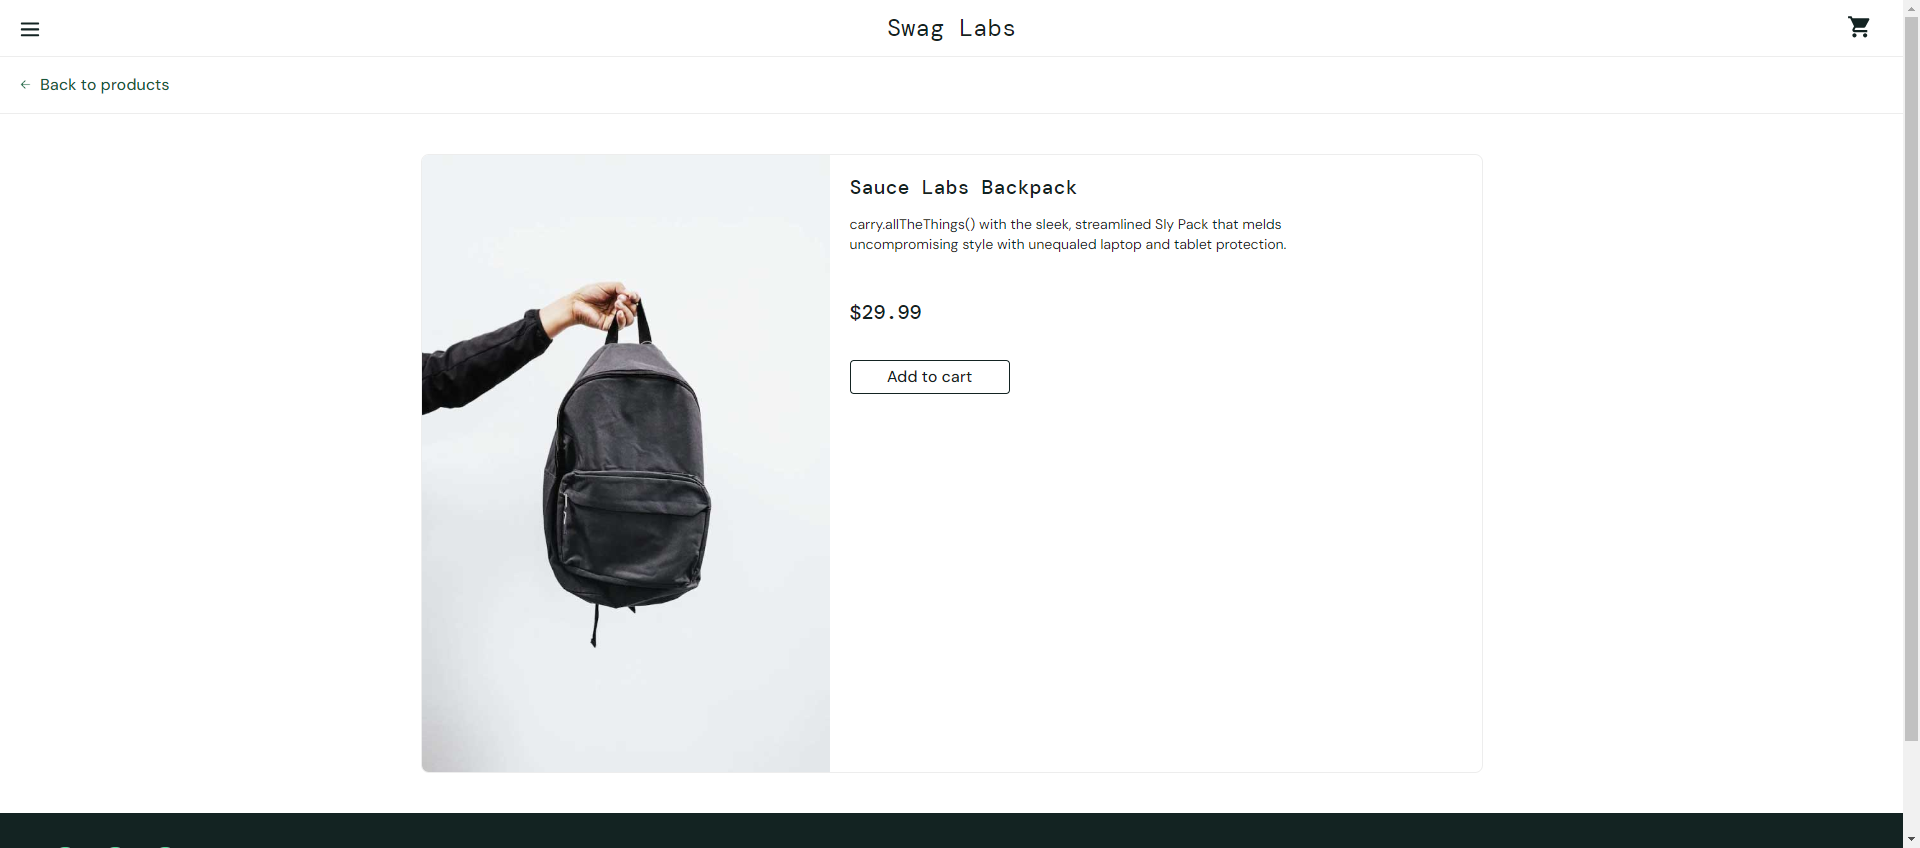 Swag Labs
Back to products
Sauce Labs Backpack
carry.allTheThings() with the sleek, streamlined Sly Pack that melds
uncompromising style with unequaled laptop and tablet protection.
$29.99
Add to cart